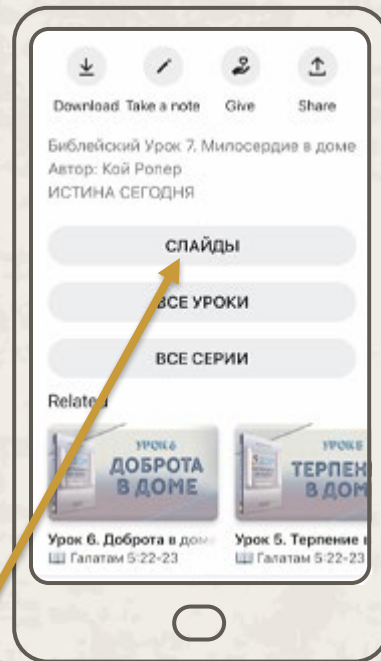 Download Take a note Give Share
Библейский Урок 7. Милосердие в доме
Автор: Кой Ропер
ИСТИНА СЕГОДНЯ
СЛАЙДЫ
ВСЕ УРОКИ
ВСЕ СЕРИИ
Related
УРОК 6
ДОБРОТА
В ДОМЕ
УРОК 5
ТЕРПЕН
В ДОМ
Урок 6. Доброта в доме
Галатам 5:22-23
Урок 5. Терпение
Галатам 5:22-23